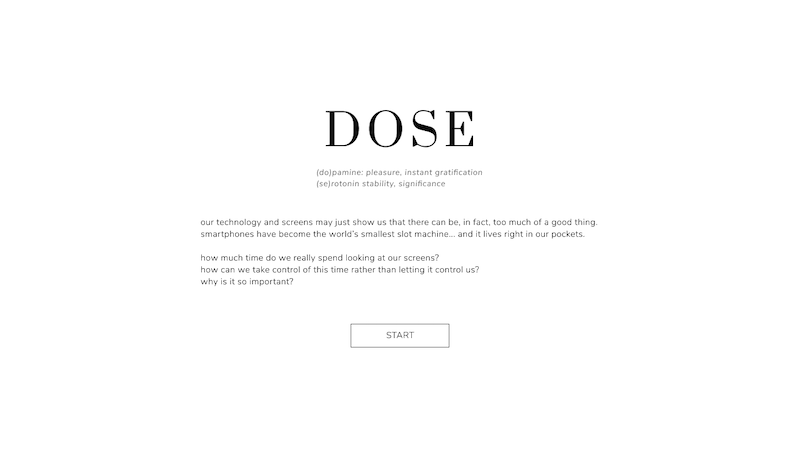 DOSE
(do)pamine: pleasure, instant gratification
(se)rotonin stability, significance
our technology and screens may just show us that there can be, in fact, too much of a good thing.
smartphones have become the world's smallest slot machine... and it lives right in our pockets.
how much time do we really spend looking at our screens?
how can we take control of this time rather than letting it control us?
why is it so important?
START